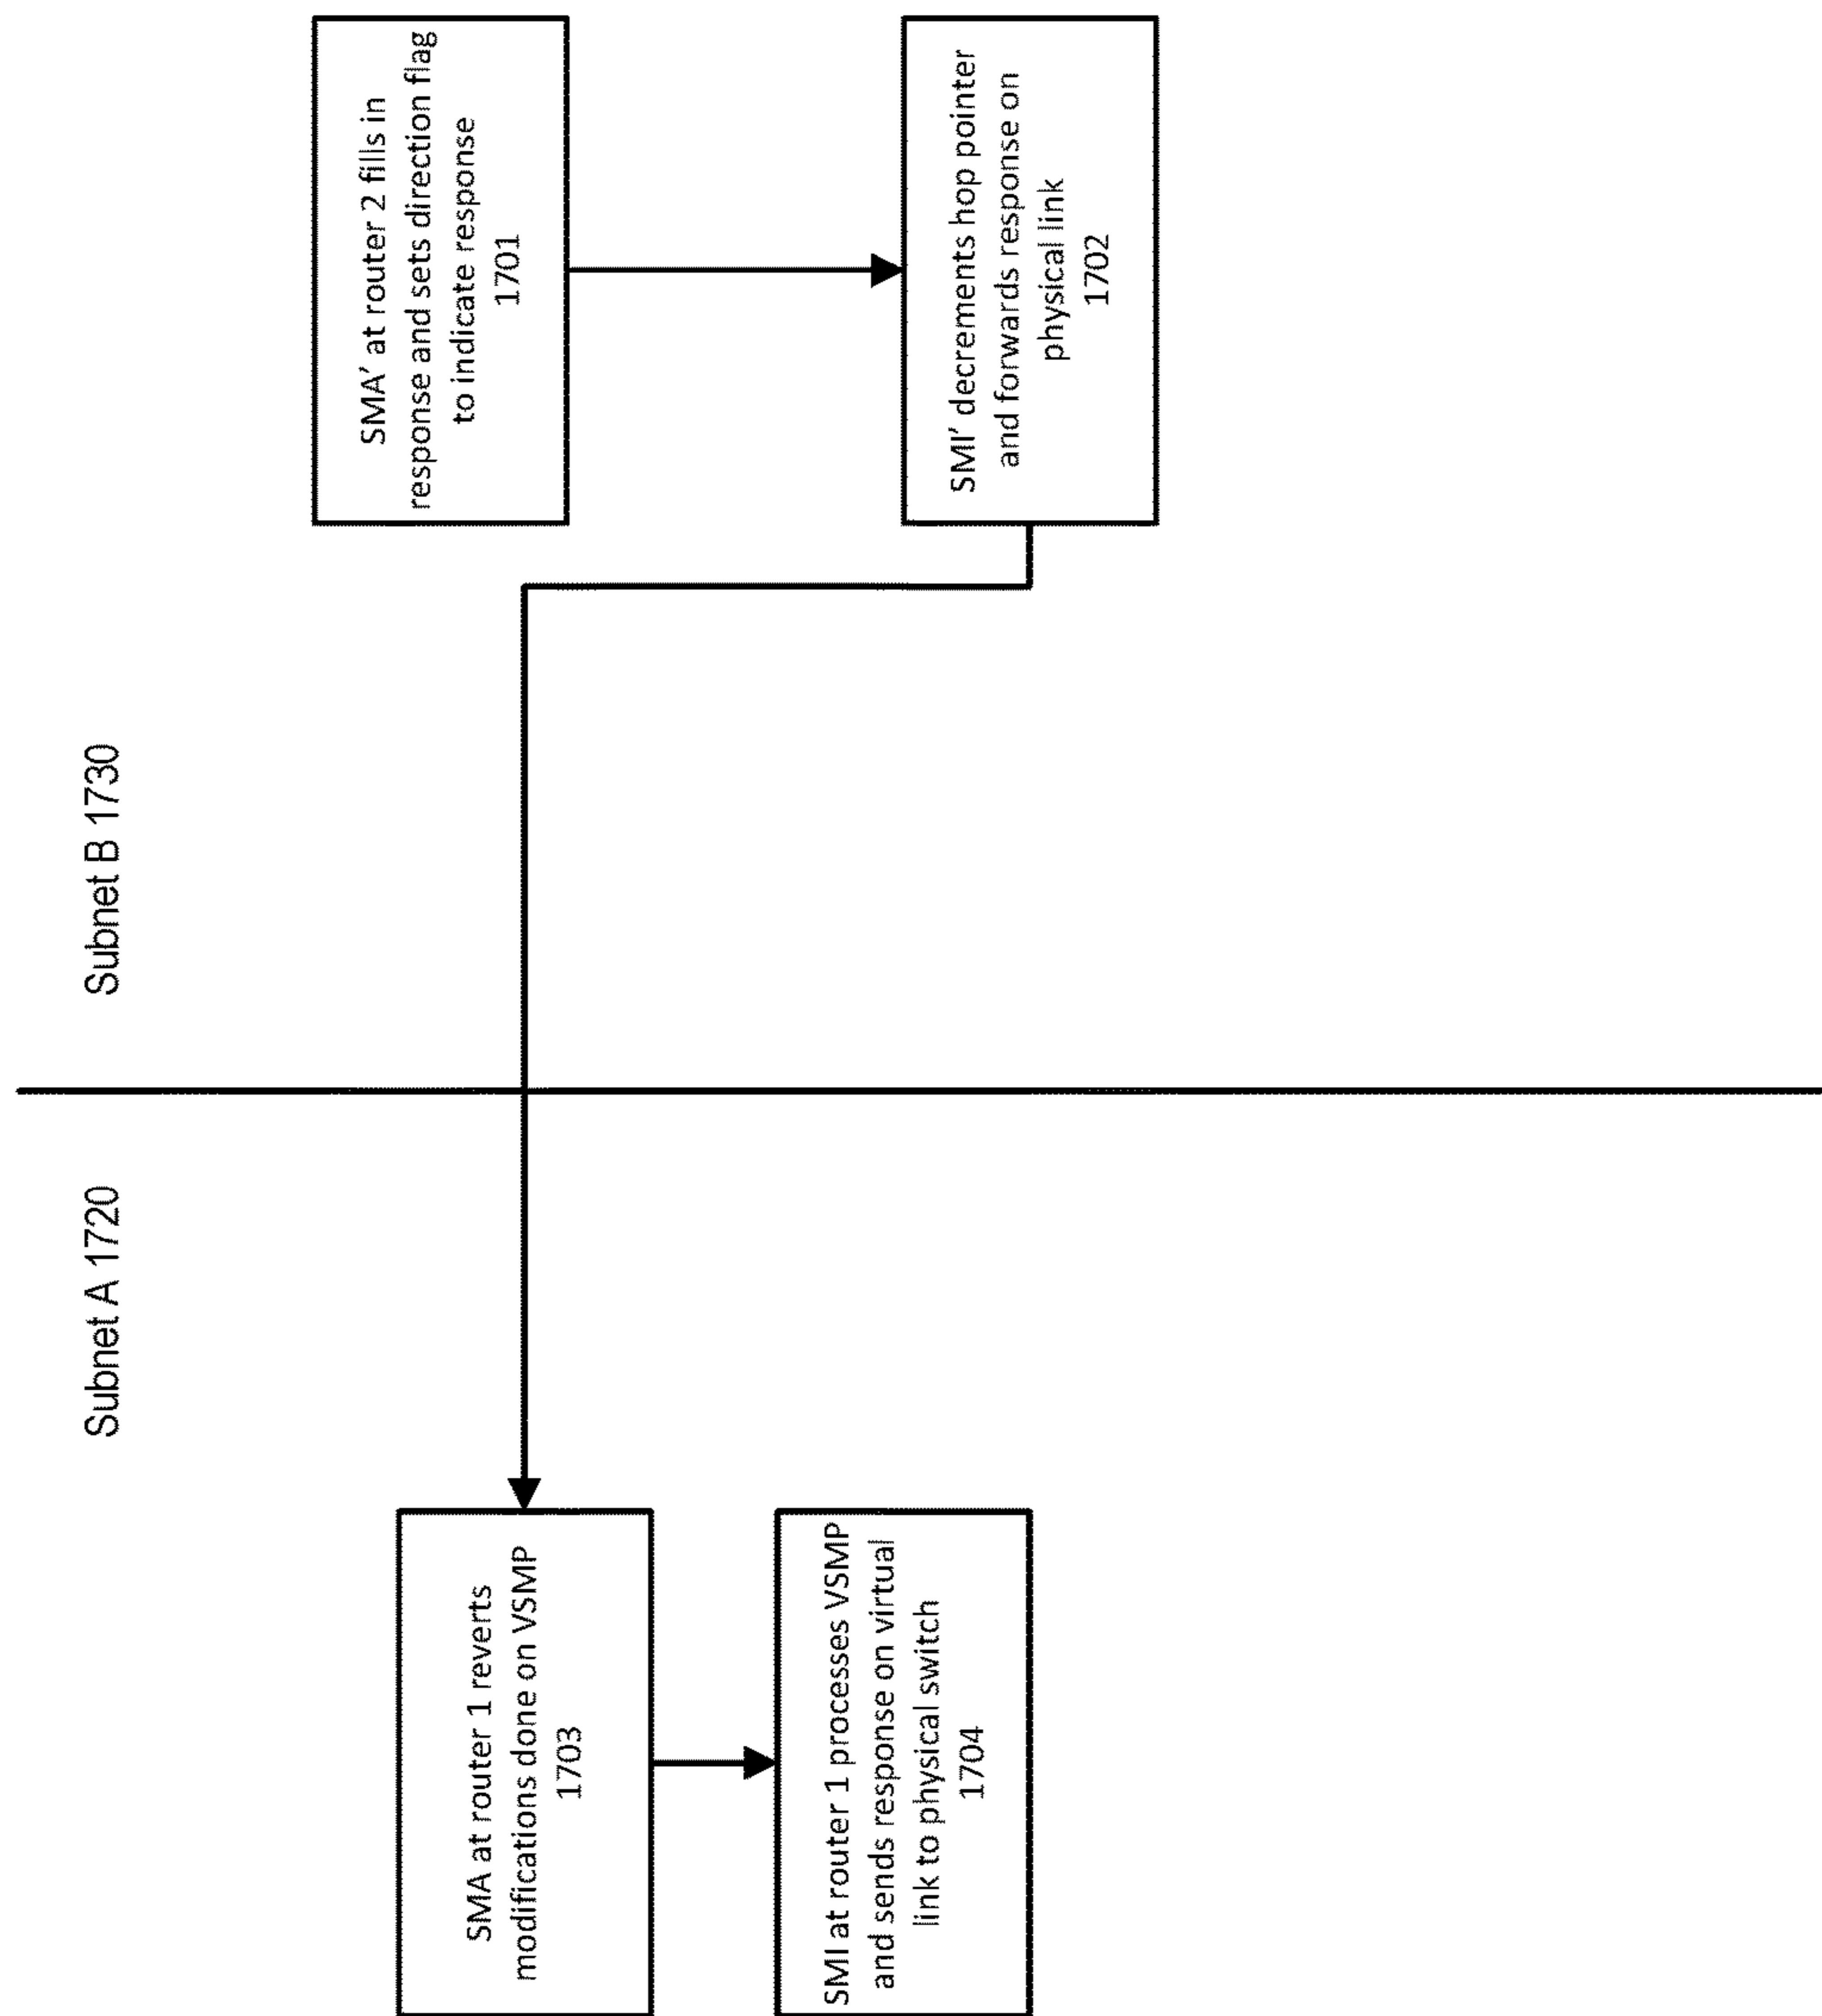 Subnet A 1720
Subnet B 1730
SMA' at router 2 fills in
response and sets direction flag
to indicate response
1701
SMI' decrements hop pointer
and forwards response on
physical link
1702
SMA at router 1 reverts
modifications done on VSMP
1703
SMI at router 1 processes VSMP
and sends response on virtual
link to physical switch
1704